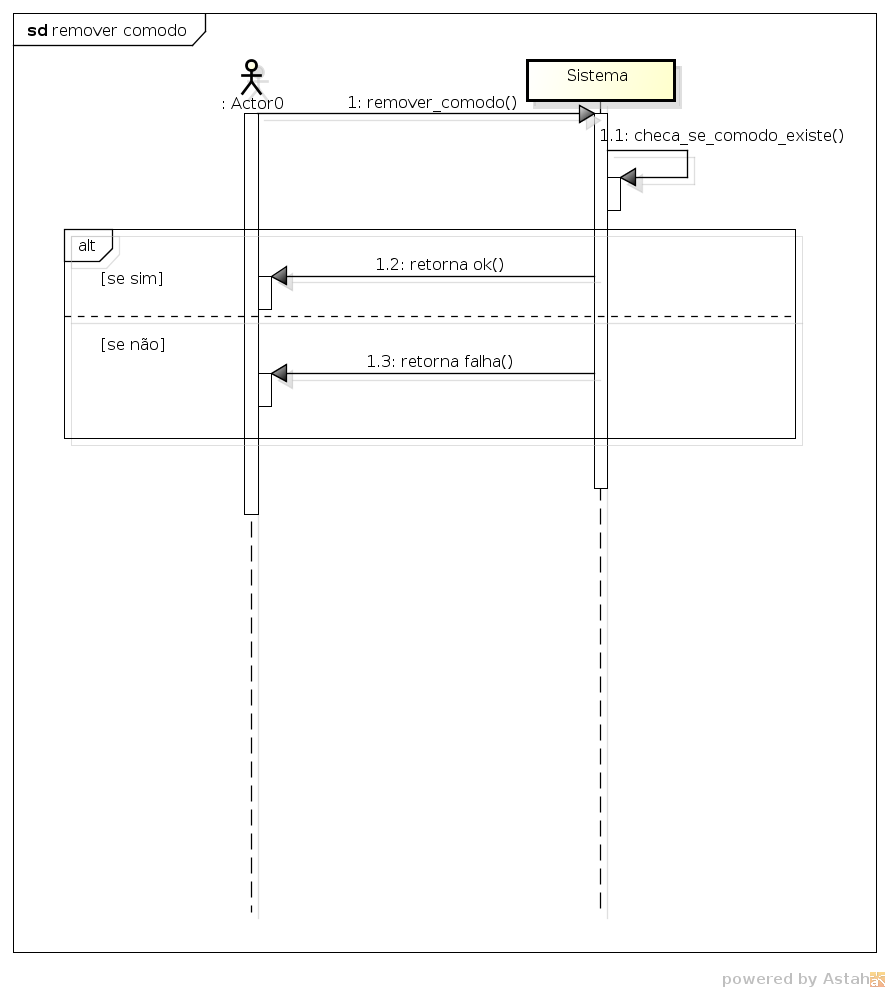 sd remover comodo
: Actor0
Sistema
1: remover_comodo()
1.1: checa_se_comodo_existe()
alt
1.2: retorna ok()
[se sim]
[se não]
1.3: retorna falha()
powered by Astah